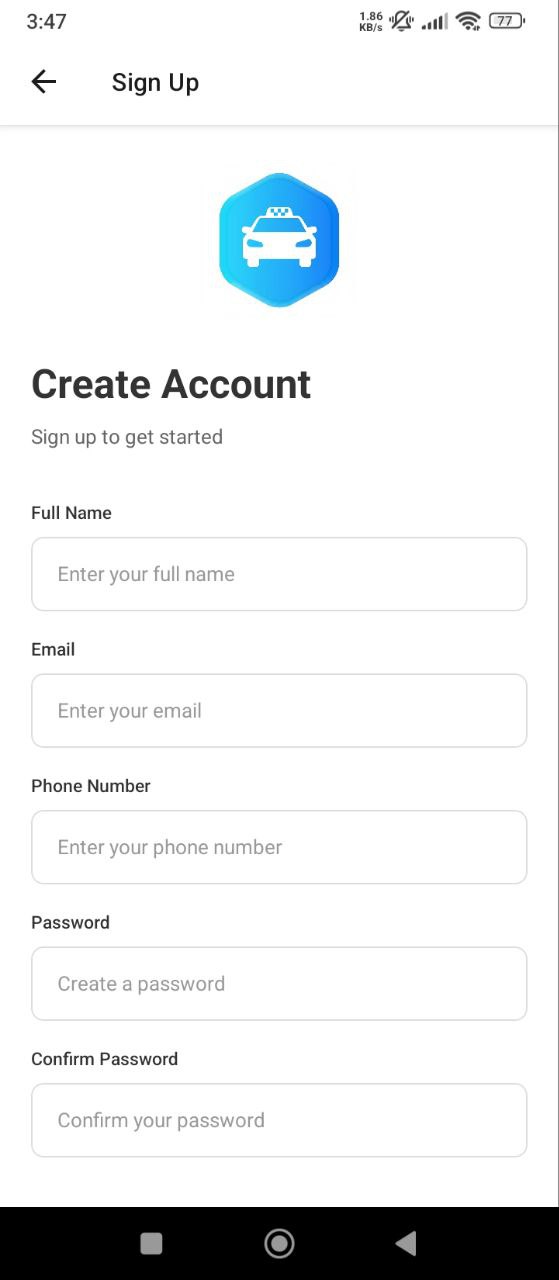 3:47
1.86
KB/s
77
Sign Up
Create Account
Sign up to get started
Full Name
Enter your full name
Email
Enter your email
Phone Number
Enter your phone number
Password
Create a password
Confirm Password
Confirm your password